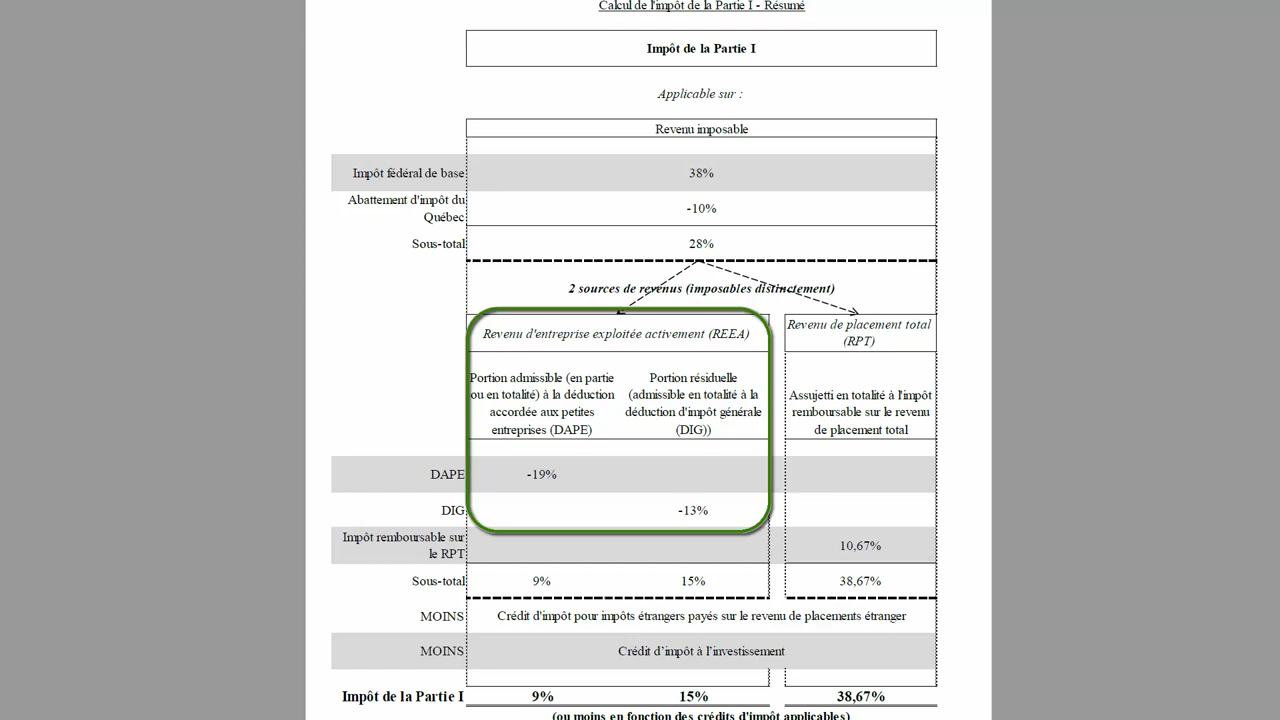 Calcul de l'impôt de la Partie I - Résumé
Impôt de la Partie I
Applicable sur :
Revenu imposable
Impôt fédéral de base 38%
Abattement d'impôt du
Québec -10%
Sous-total 28%
2 sources de revenus (imposables distinctement)
Revenu d'entreprise exploitée activement (REEA)
Revenu de placement total
(RPT)
Portion admissible (en partie
ou en totalité) à la déduction
accordée aux petites
entreprises (DAPE)
Portion résiduelle
(admissible en totalité à la
déduction d'impôt générale
(DIG))
Assujetti en totalité à l'impôt
remboursable sur le revenu
de placement total
DAPE -19%
DIG -13%
Impôt remboursable sur
le RPT 10,67%
Sous-total 9% 15% 38,67%
MOINS Crédit d'impôt pour impôts étrangers payés sur le revenu de placements étranger
MOINS Crédit d’impôt à l’investissement
Impôt de la Partie I 9% 15% 38,67%
(ou moins en fonction des crédits d'impôt applicables)